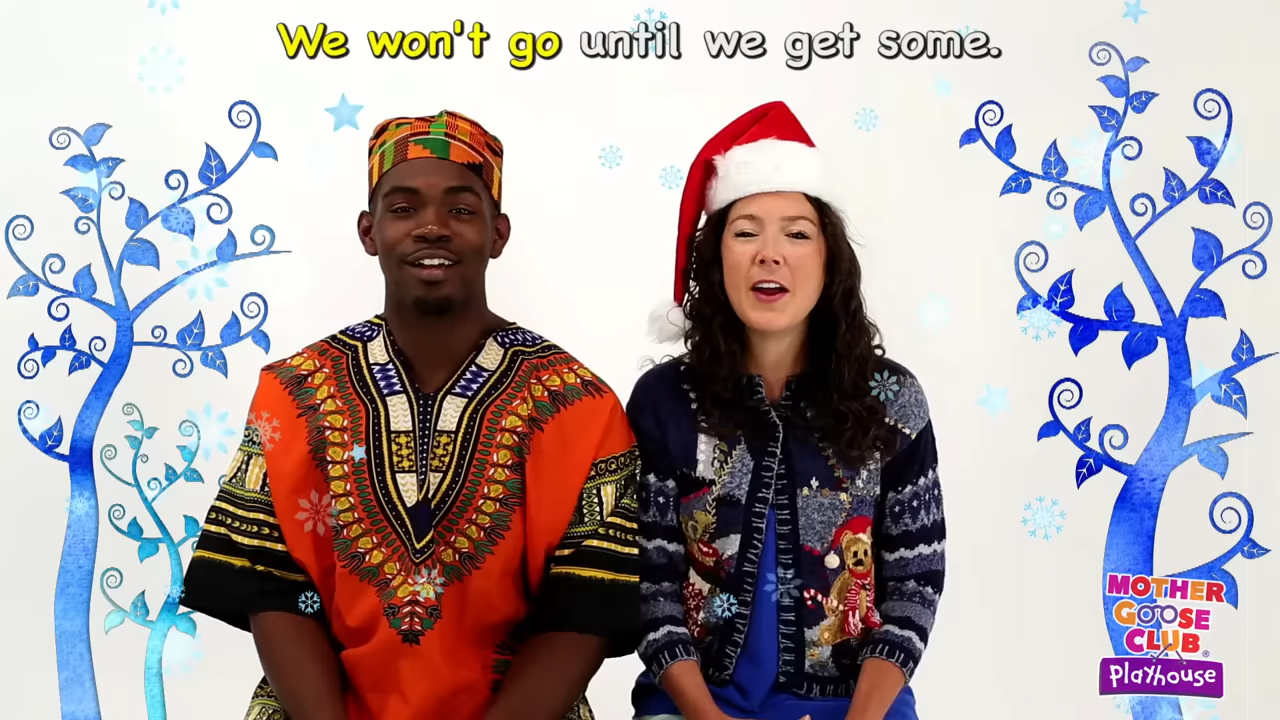 We won't go until we get some.
MOTHER
GOOSE
CLUB
Playhouse